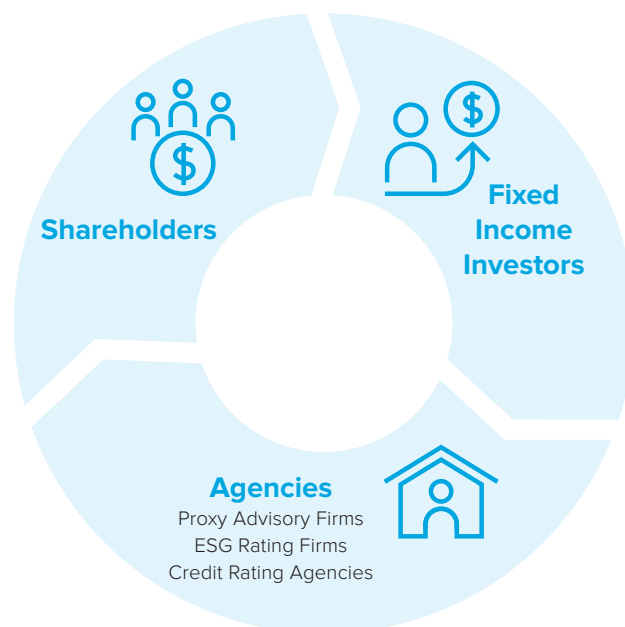 Shareholders
Fixed
Income
Investors
Agencies
Proxy Advisory Firms
ESG Rating Firms
Credit Rating Agencies
$
$